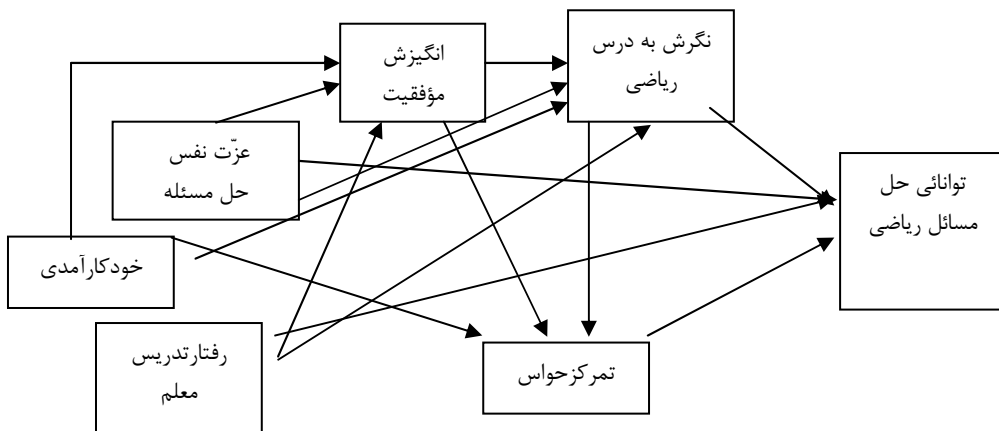 انگیزش
مؤفقیت
نگرش به درس
ریاضی
عزّت نفس
حل مسئله
توانائی حل
مسائل ریاضی
خودکارآمدی
رفتارتدریس
معلم
تمرکزحواس